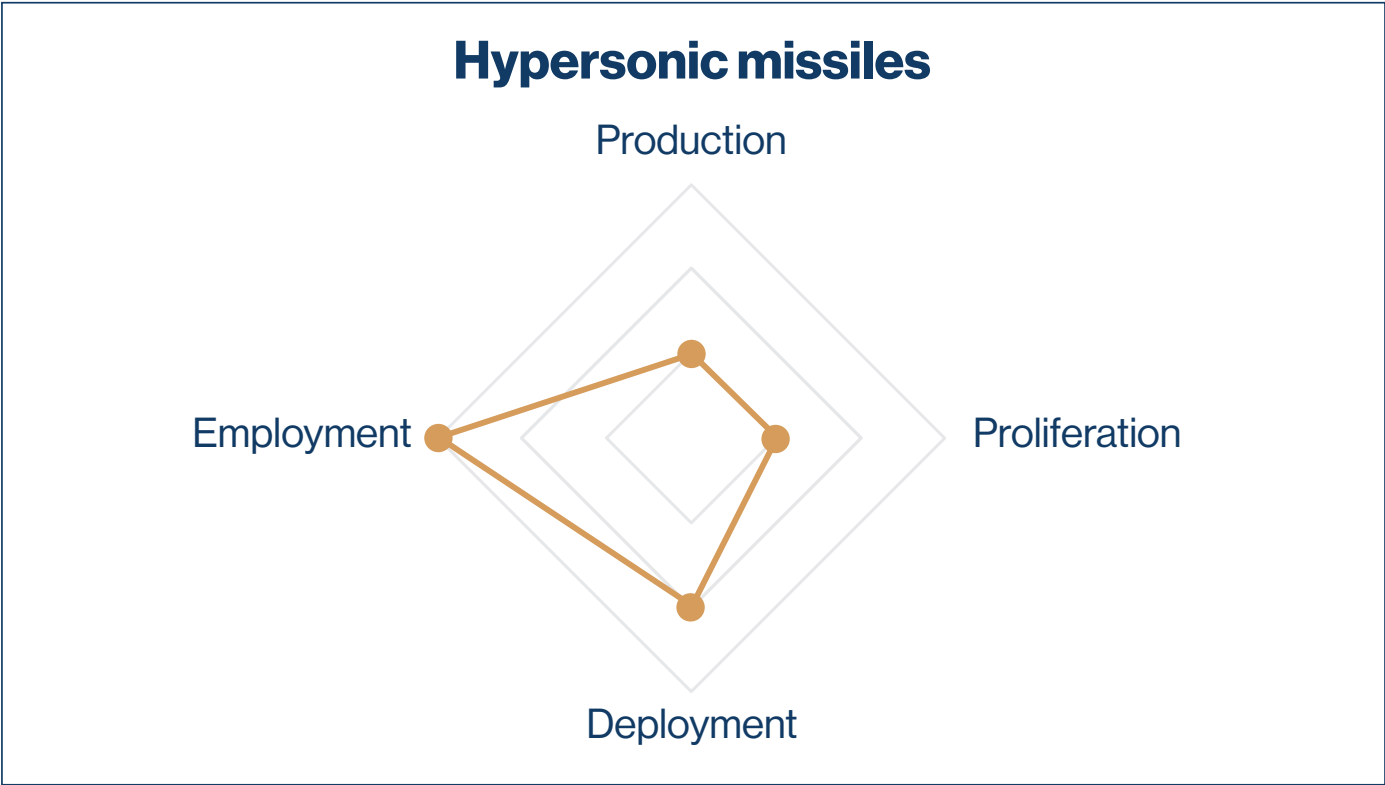 Hypersonic missiles
Production
Employment
Proliferation
Deployment